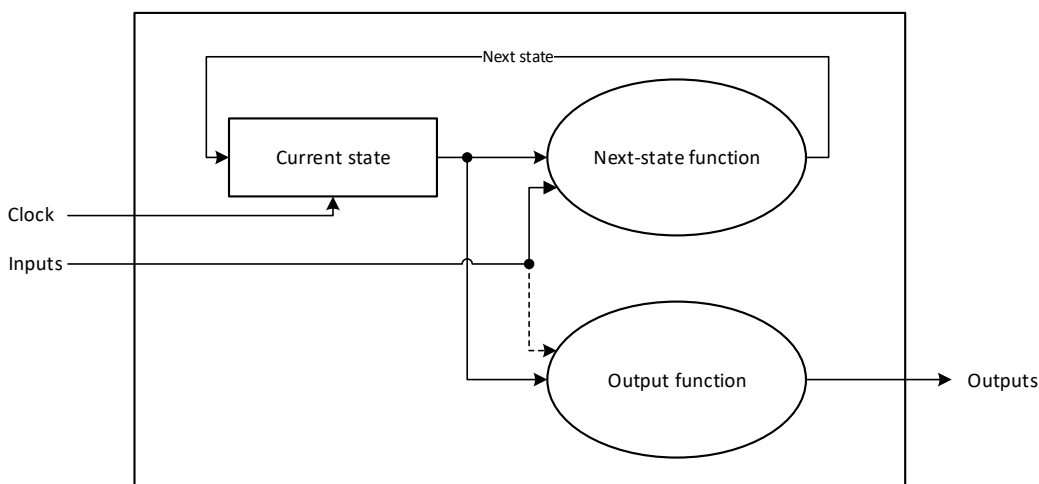 Next state
Current state
Next-state function
Clock
Inputs
Output function
Outputs